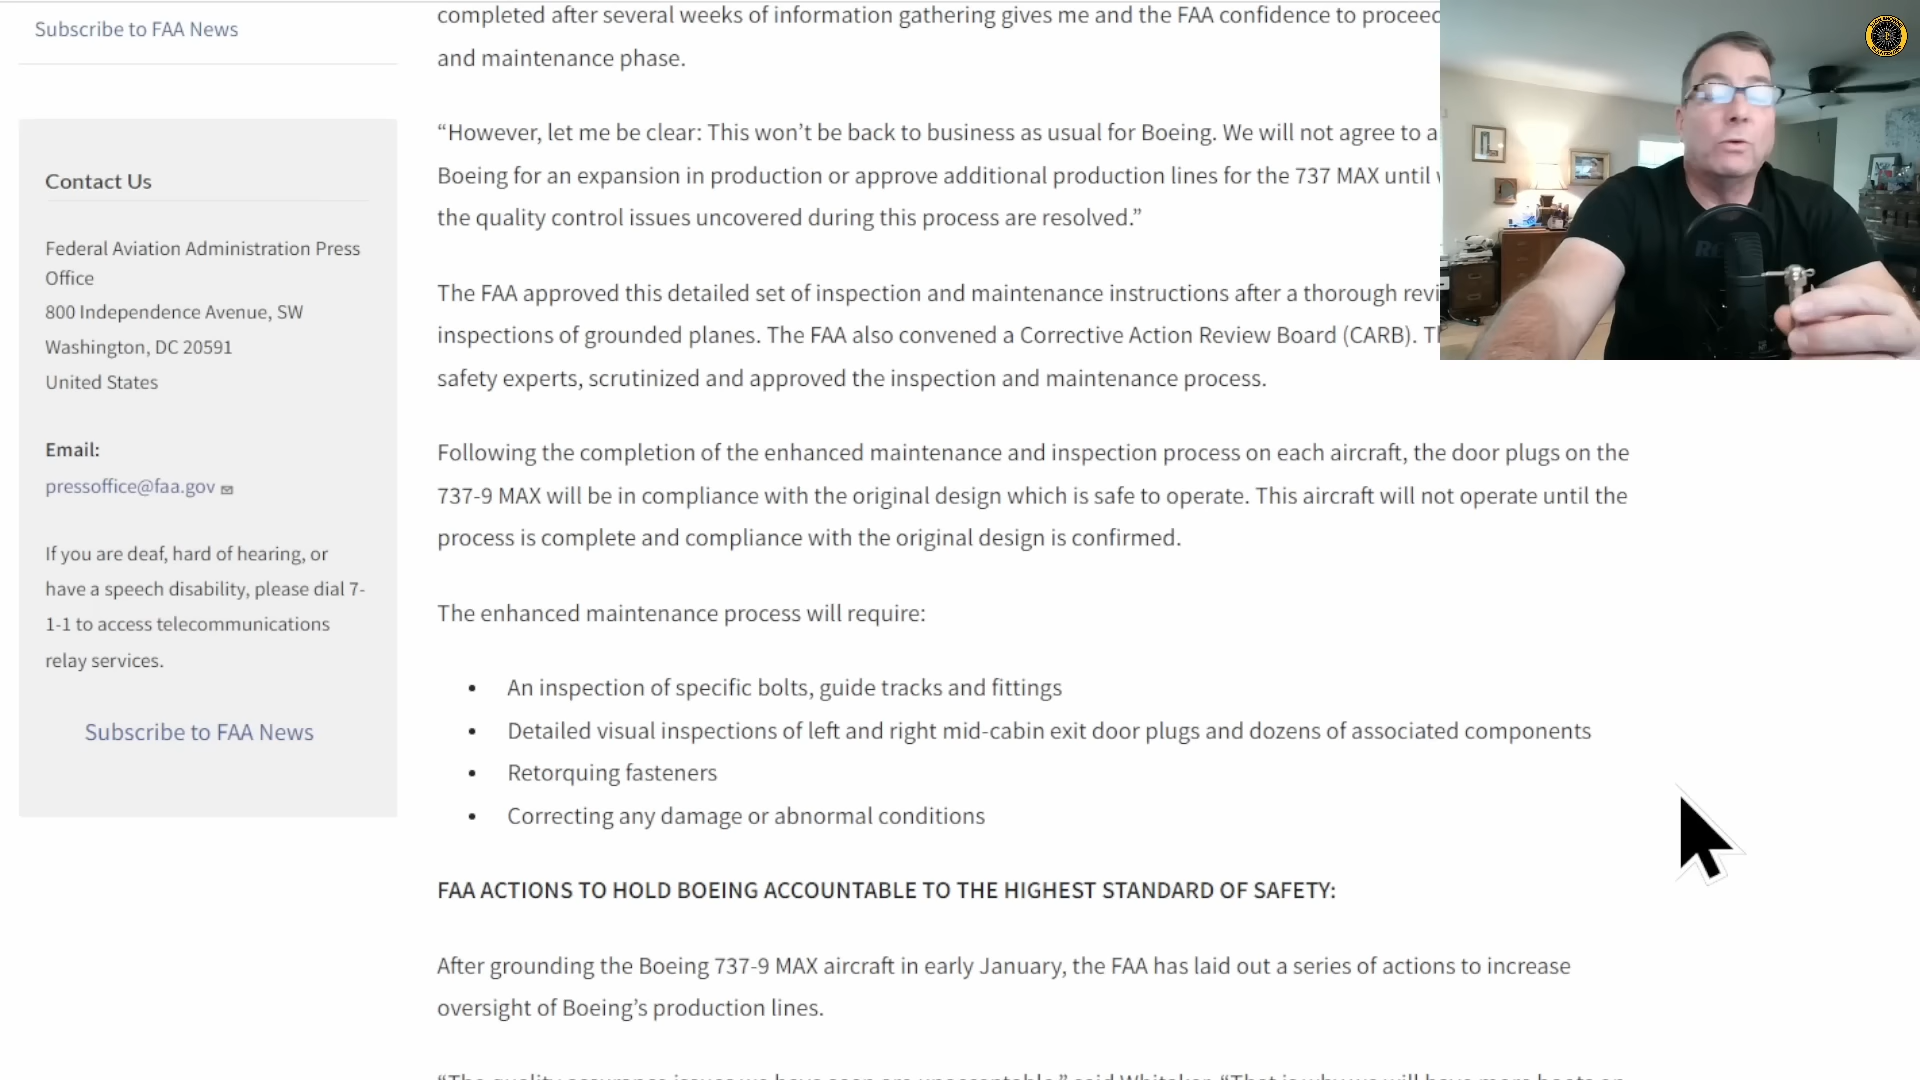 Subscribe to FAA News
Contact Us
Federal Aviation Administration Press
Office
800 Independence Avenue, SW
Washington, DC 20591
United States
Email:
pressoffice@faa.gov
If you are deaf, hard of hearing, or
have a speech disability, please dial 7-
1-1 to access telecommunications
relay services.
Subscribe to FAA News
completed after several weeks of information gathering gives me and the FAA confidence to proceed
and maintenance phase.
“However, let me be clear: This won’t be back to business as usual for Boeing. We will not agree to a
Boeing for an expansion in production or approve additional production lines for the 737 MAX until
the quality control issues uncovered during this process are resolved.”
The FAA approved this detailed set of inspection and maintenance instructions after a thorough revi
inspections of grounded planes. The FAA also convened a Corrective Action Review Board (CARB).
safety experts, scrutinized and approved the inspection and maintenance process.
Following the completion of the enhanced maintenance and inspection process on each aircraft, the door plugs on the
737-9 MAX will be in compliance with the original design which is safe to operate. This aircraft will not operate until the
process is complete and compliance with the original design is confirmed.
The enhanced maintenance process will require:
• An inspection of specific bolts, guide tracks and fittings
• Detailed visual inspections of left and right mid-cabin exit door plugs and dozens of associated components
• Retorquing fasteners
• Correcting any damage or abnormal conditions
FAA ACTIONS TO HOLD BOEING ACCOUNTABLE TO THE HIGHEST STANDARD OF SAFETY:
After grounding the Boeing 737-9 MAX aircraft in early January, the FAA has laid out a series of actions to increase
oversight of Boeing’s production lines.